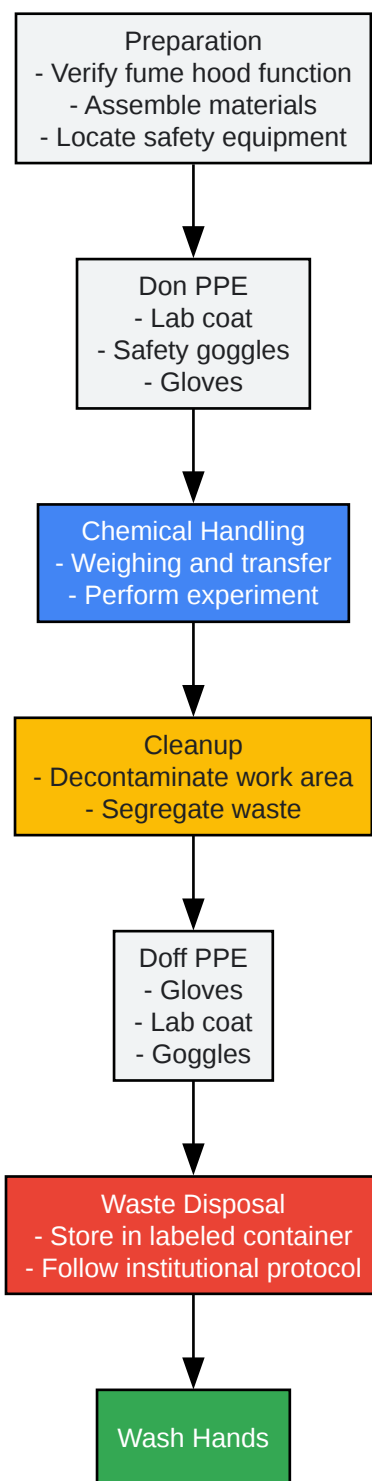 Preparation
- Verify fume hood function
- Assemble materials
- Locate safety equipment
Don PPE
- Lab coat
- Safety goggles
- Gloves
Chemical Handling
- Weighing and transfer
- Perform experiment
Cleanup
- Decontaminate work area
- Segregate waste
Doff PPE
- Gloves
- Lab coat
- Goggles
Waste Disposal
- Store in labeled container
- Follow institutional protocol
Wash Hands